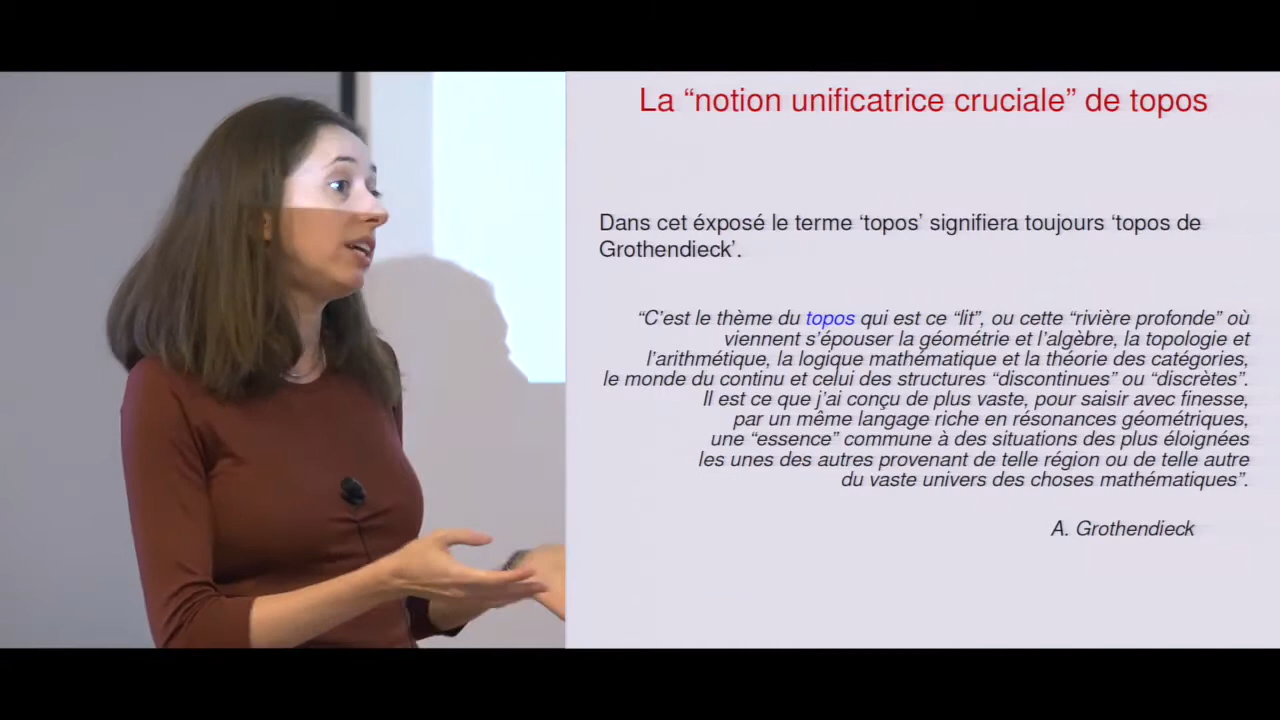 La “notion unificatrice cruciale” de topos
Dans cet éxposé le terme ‘topos’ signifiera toujours ‘topos de
Grothendieck’.
“C’est le thème du topos qui est ce “lit”, ou cette “rivière profonde” où
viennent s’épouser la géométrie et l’algèbre, la topologie et
l’arithmétique, la logique mathématique et la théorie des catégories,
le monde du continu et celui des structures “discontinues” ou “discrètes”.
Il est ce que j’ai conçu de plus vaste, pour saisir avec finesse,
par un même langage riche en résonances géométriques,
une “essence” commune à des situations des plus éloignées
les unes des autres provenant de telle région ou de telle autre
du vaste univers des choses mathématiques”.
A. Grothendieck